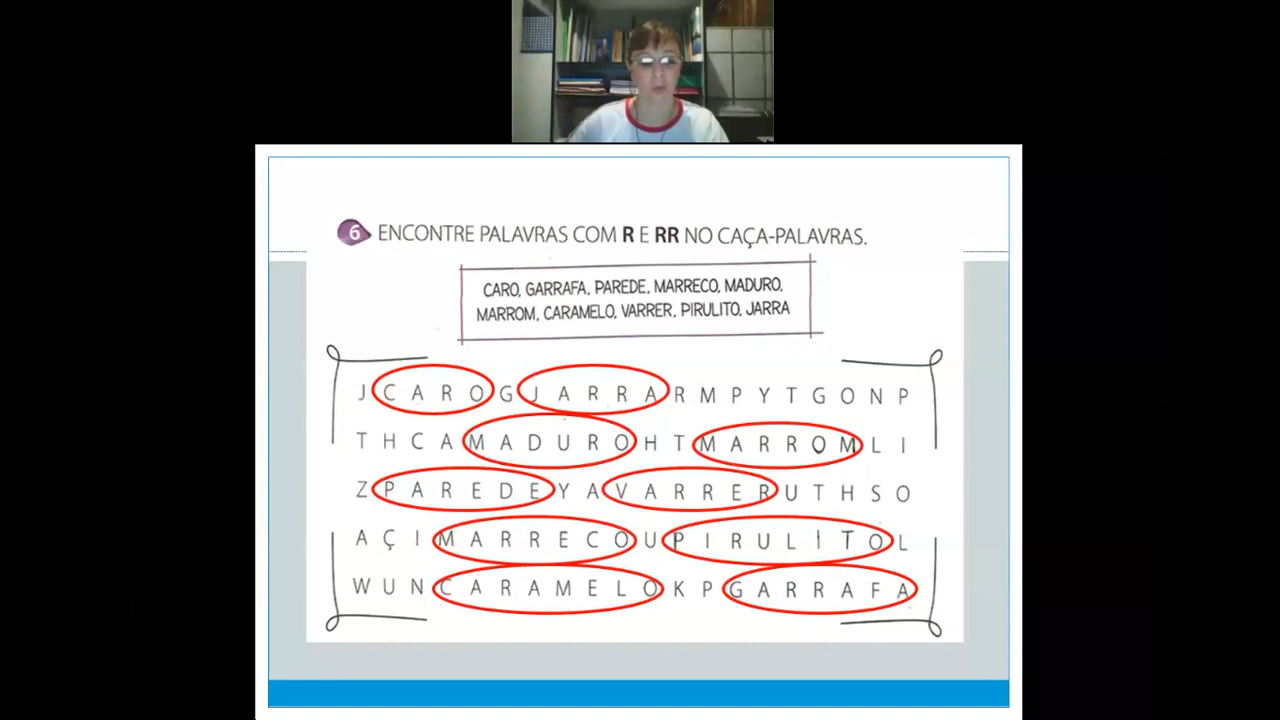 6 ENCONTRE PALAVRAS COM R E RR NO CAÇA-PALAVRAS.
CARO, GARRAFA, PAREDE, MARRECO, MADURO,
MARROM, CARAMELO, VARRER, PIRULITO, JARRA
J C A R O G J A R R A R M P Y T G O N P
T H C A M A D U R O H T M A R R O M L I
Z P A R E D E Y A V A R R E R U T H S O
A Ç I M A R R E C O U P I R U L I T O L
W U N C A R A M E L O K P G A R R A F A